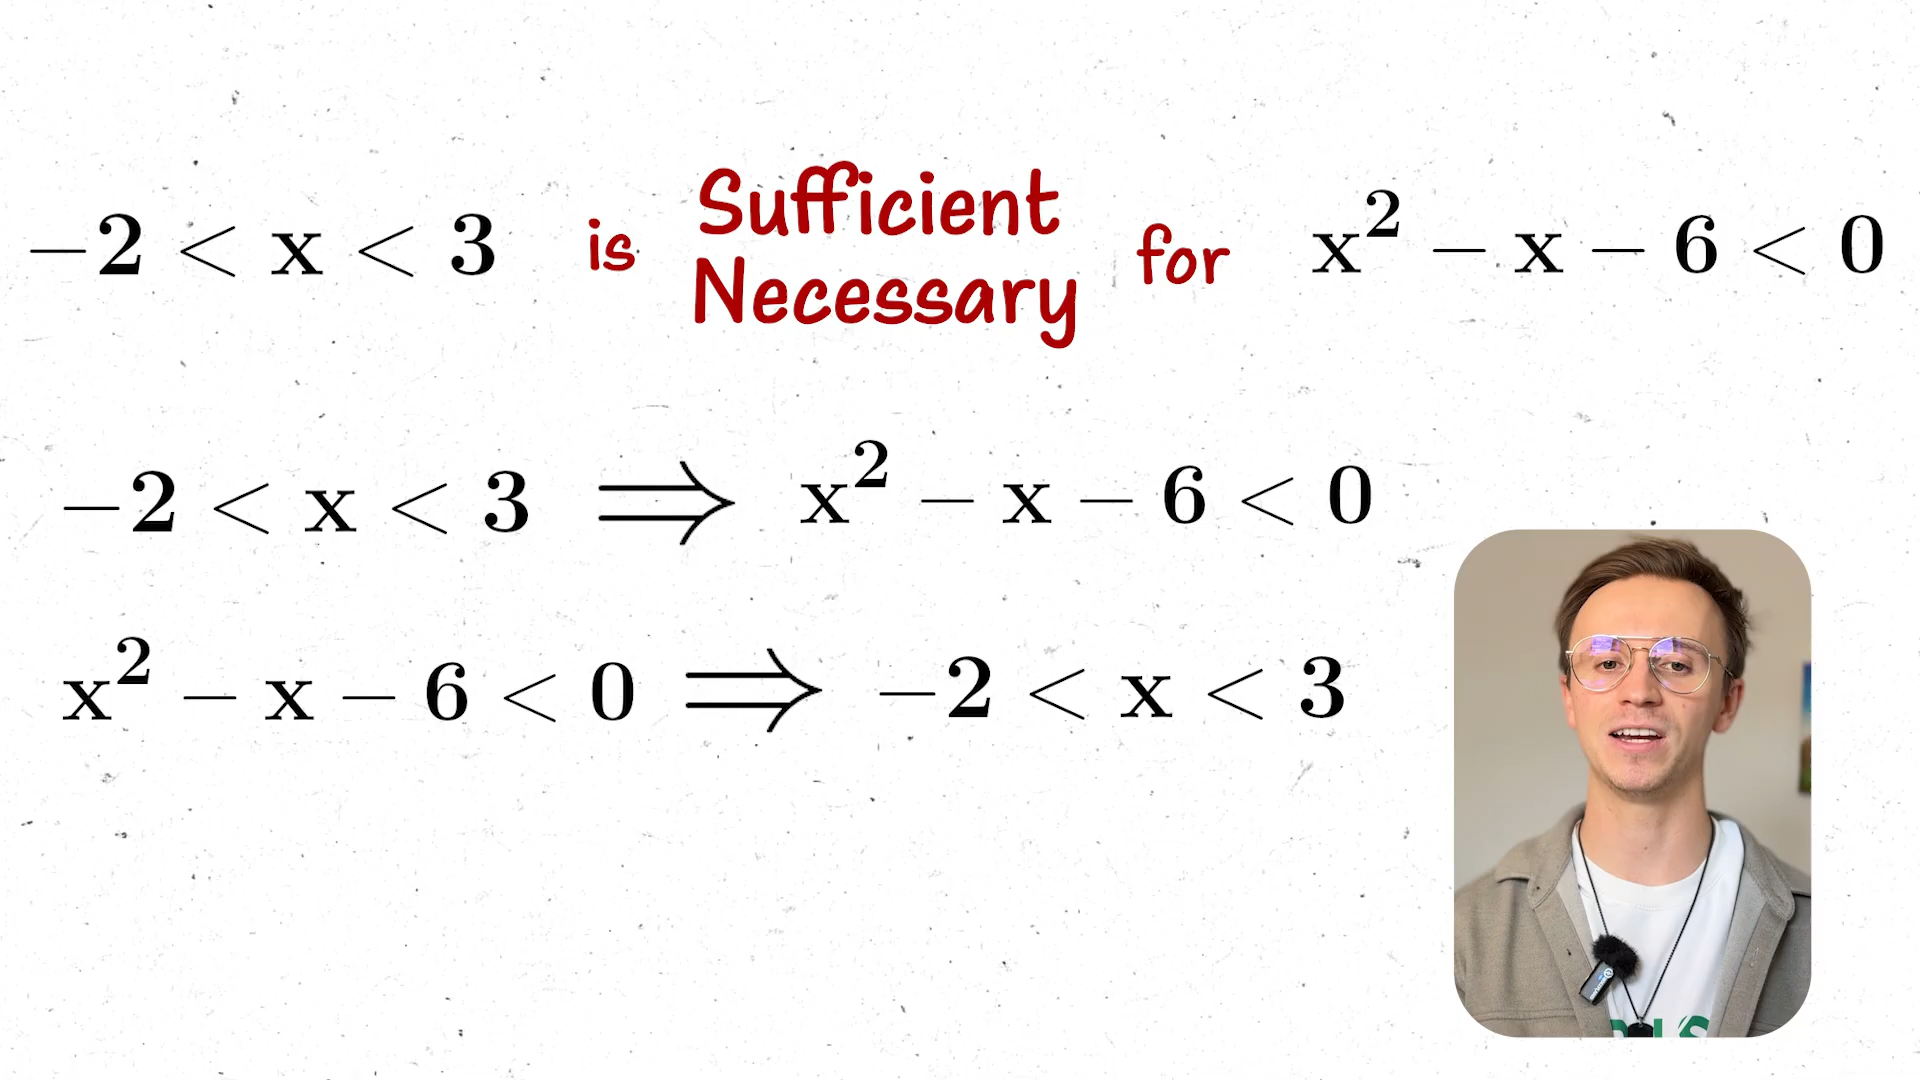 −2 < x < 3 is Sufficient Necessary for x² − x − 6 < 0
−2 < x < 3 ⟹ x² − x − 6 < 0
x² − x − 6 < 0 ⟹ −2 < x < 3